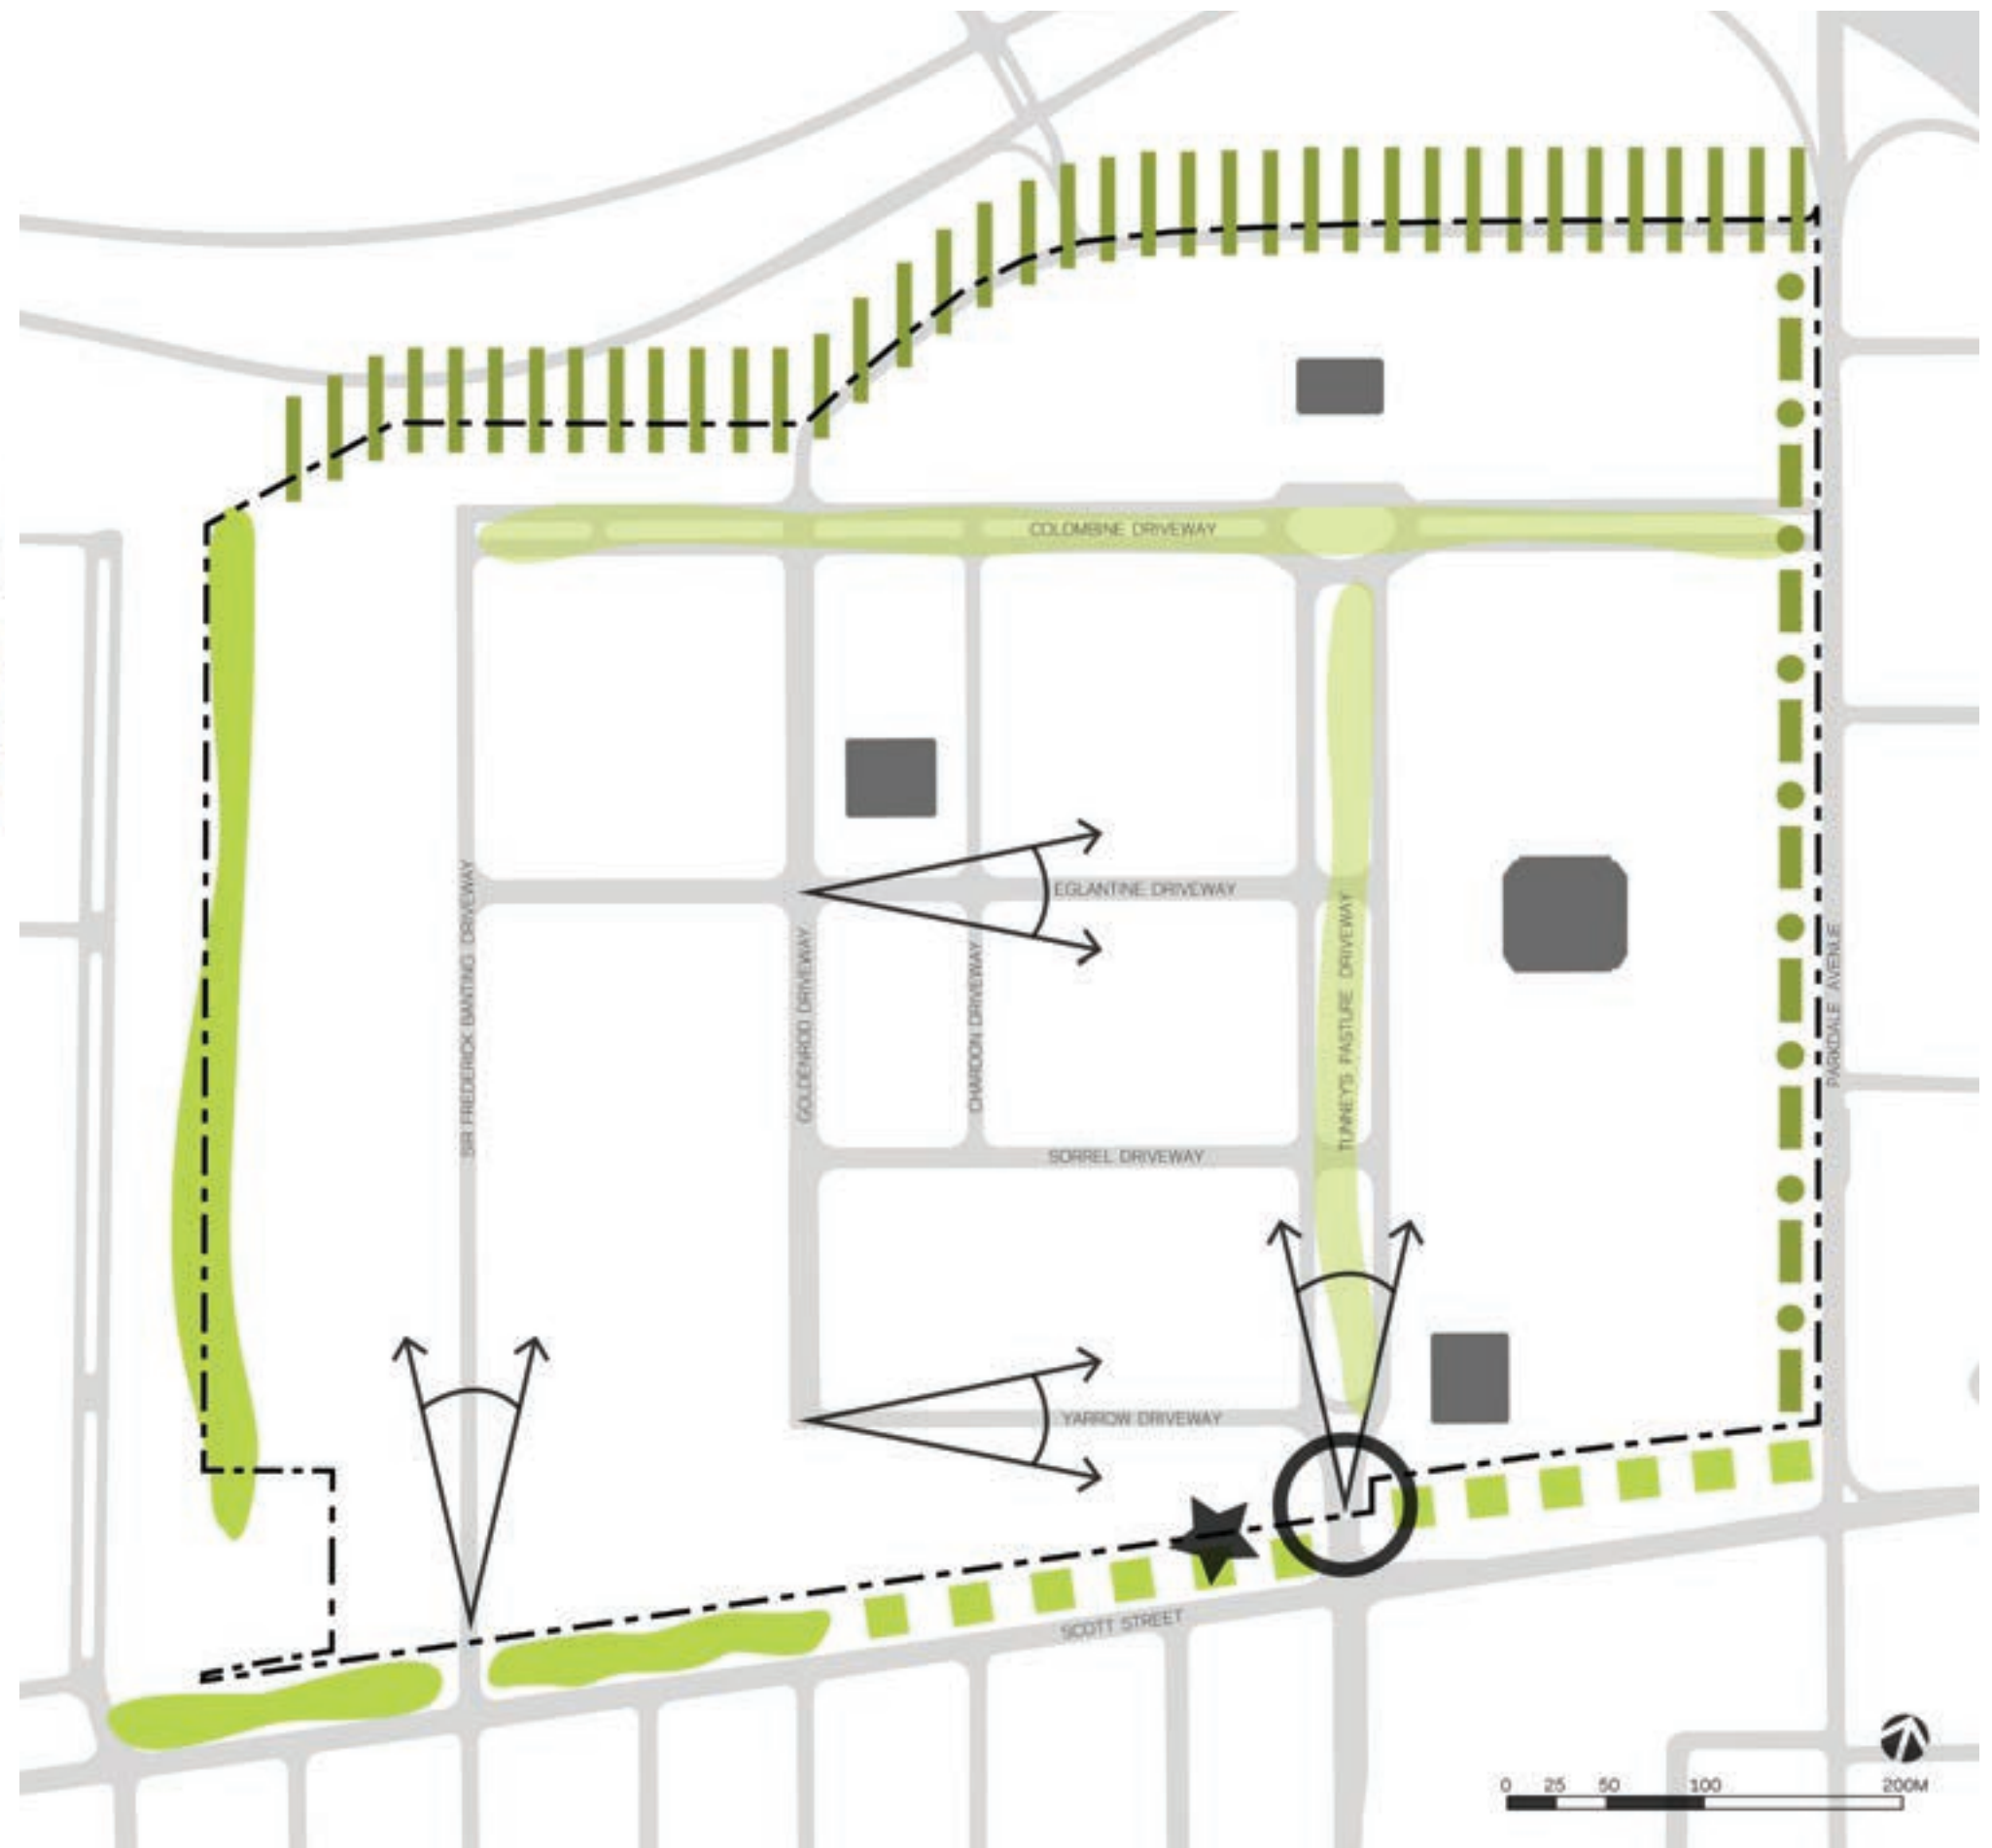 COLOMBINE DRIVEWAY
EGLANTINE DRIVEWAY
SIR FREDERICK BANTING DRIVEWAY
GOLDENROD DRIVEWAY
CHARDON DRIVEWAY
TUNNEY'S PASTURE DRIVEWAY
PARKDALE AVENUE
SORREL DRIVEWAY
YARROW DRIVEWAY
SCOTT STREET
0 25 50 100 200M